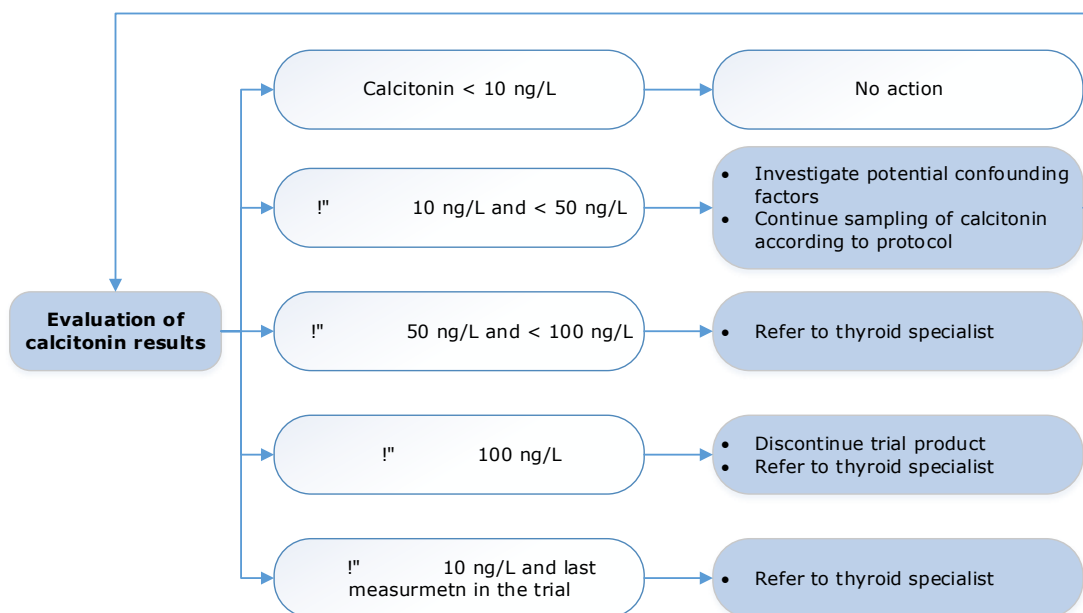 Calcitonin < 10 ng/L
No action
!" 10 ng/L and < 50 ng/L
• Investigate potential confounding
factors
• Continue sampling of calcitonin
according to protocol
Evaluation of
calcitonin results
!" 50 ng/L and < 100 ng/L
• Refer to thyroid specialist
!" 100 ng/L
• Discontinue trial product
• Refer to thyroid specialist
!" 10 ng/L and last
measurmetn in the trial
• Refer to thyroid specialist